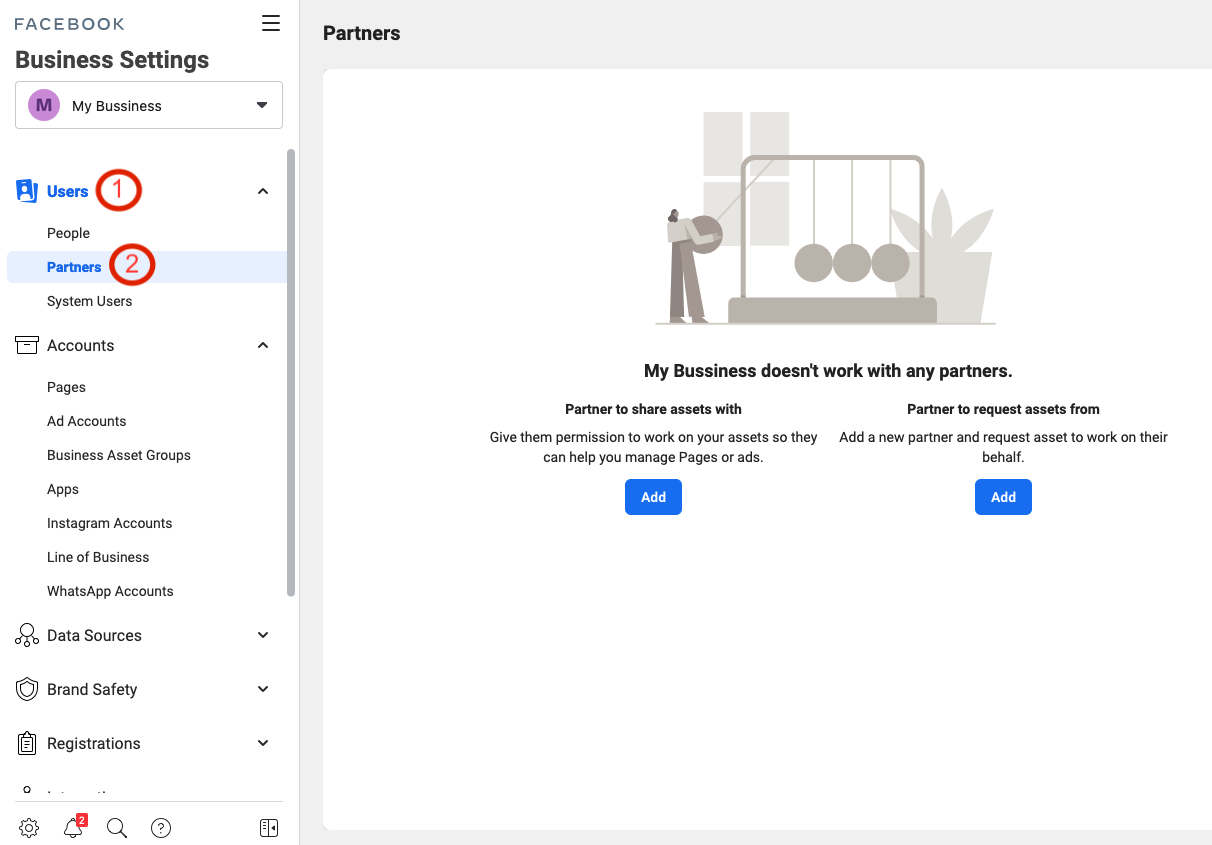 FACEBOOK
Business Settings
M My Bussiness
Users 1
People
Partners 2
System Users
Accounts
Pages
Ad Accounts
Business Asset Groups
Apps
Instagram Accounts
Line of Business
WhatsApp Accounts
Data Sources
Brand Safety
Registrations
2
?
Partners
My Bussiness doesn't work with any partners.
Partner to share assets with
Give them permission to work on your assets so they
can help you manage Pages or ads.
Add
Partner to request assets from
Add a new partner and request asset to work on their
behalf.
Add